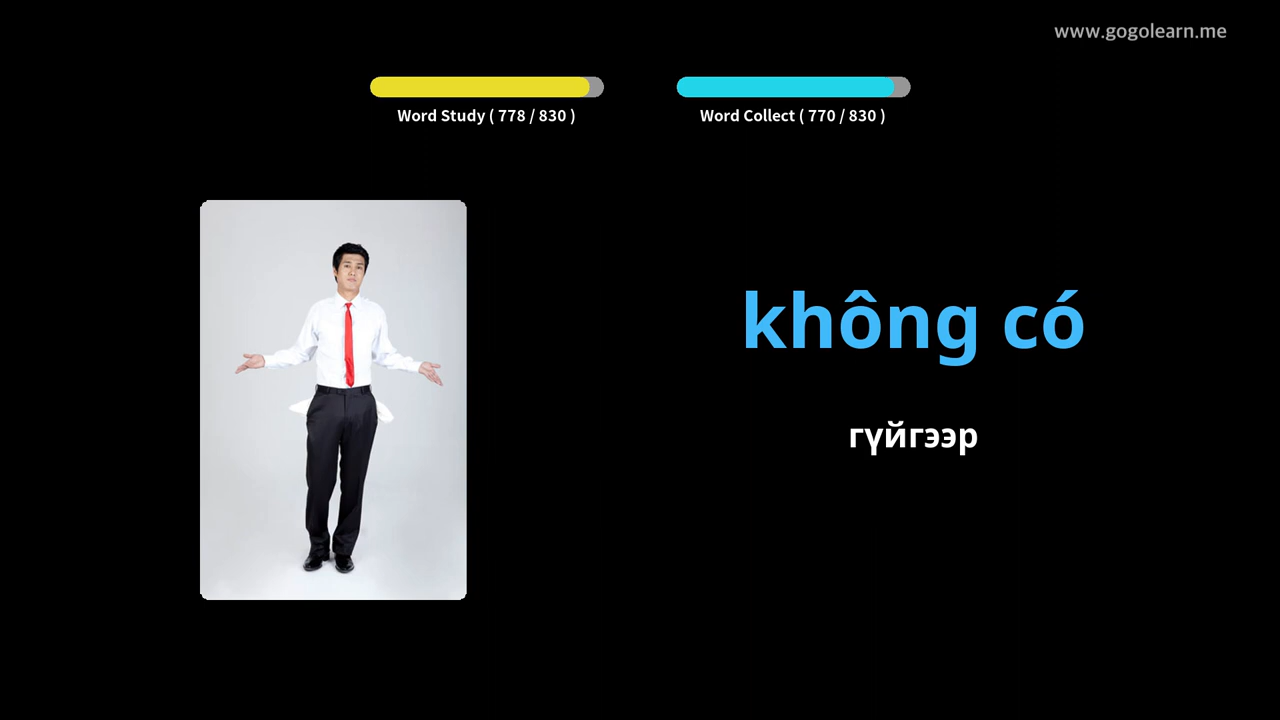 www.gogolearn.me
Word Study ( 778 / 830 )
Word Collect ( 770 / 830 )
không có
гүйгээр